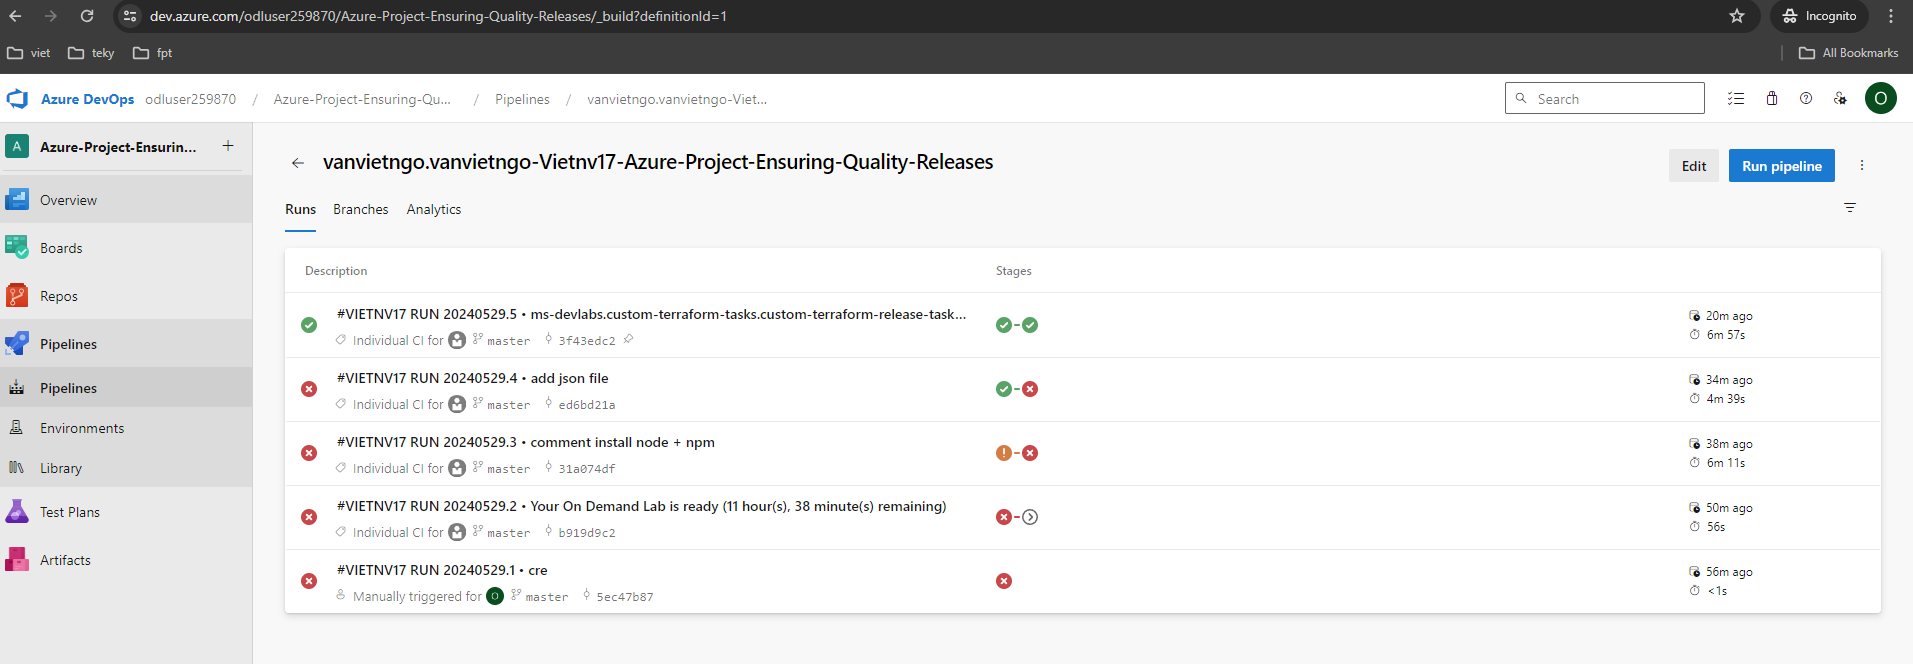 dev.azure.com/odluser259870/Azure-Project-Ensuring-Quality-Releases/_build?definitionId=1
Incognito
viet teky fpt
All Bookmarks
Azure DevOps odluser259870 / Azure-Project-Ensuring-Qu... / Pipelines / vanvietngo.vanvietngo-Viet...
Search
O
A Azure-Project-Ensurin... +
Overview
Boards
Repos
Pipelines
Pipelines
Environments
Library
Test Plans
Artifacts
vanvietngo.vanvietngo-Vietnv17-Azure-Project-Ensuring-Quality-Releases
Edit
Run pipeline
Runs Branches Analytics
Description Stages
#VIETNV17 RUN 20240529.5 • ms-devlabs.custom-terraform-tasks.custom-terraform-release-task...
20m ago
Individual CI for master 3f43edc2
6m 57s
#VIETNV17 RUN 20240529.4 • add json file
34m ago
Individual CI for master ed6bd21a
4m 39s
#VIETNV17 RUN 20240529.3 • comment install node + npm
38m ago
Individual CI for master 31a074df
6m 11s
#VIETNV17 RUN 20240529.2 • Your On Demand Lab is ready (11 hour(s), 38 minute(s) remaining)
50m ago
Individual CI for master b919d9c2
56s
#VIETNV17 RUN 20240529.1 • cre
56m ago
Manually triggered for O master 5ec47b87
<1s